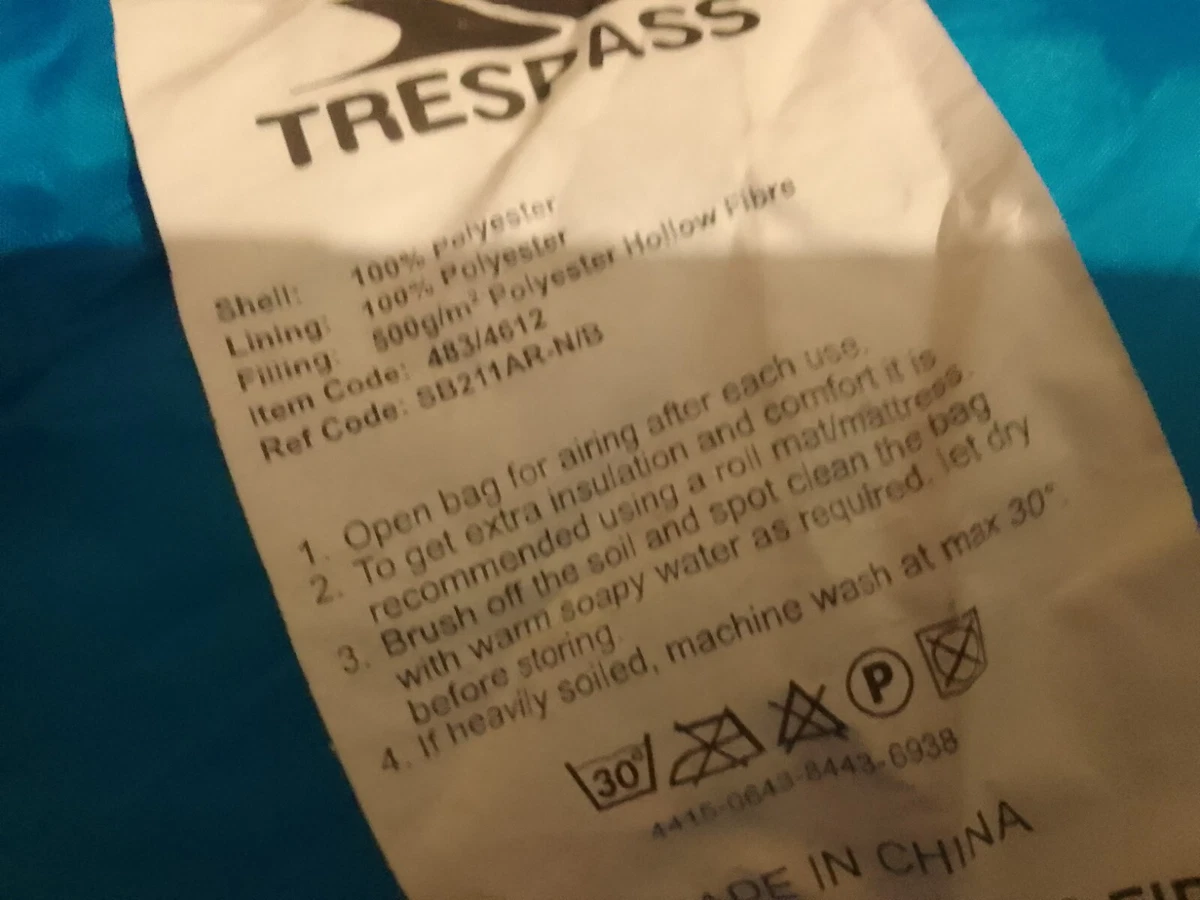 TRESPASS
Shell: 100% Polyester
Lining: 100% Polyester
Filling: 500g/m² Polyester Hollow Fibre
Item Code: 483/4612
Ref Code: SB211AR-N/B
1. Open bag for airing after each use.
2. To get extra insulation and comfort it is
recommended using a roll mat/mattress.
3. Brush off the soil and spot clean the bag
with warm soapy water as required. let dry
before storing.
4. If heavily soiled, machine wash at max 30°.
30° P
4415-0643-8443-6938
ADE IN CHINA